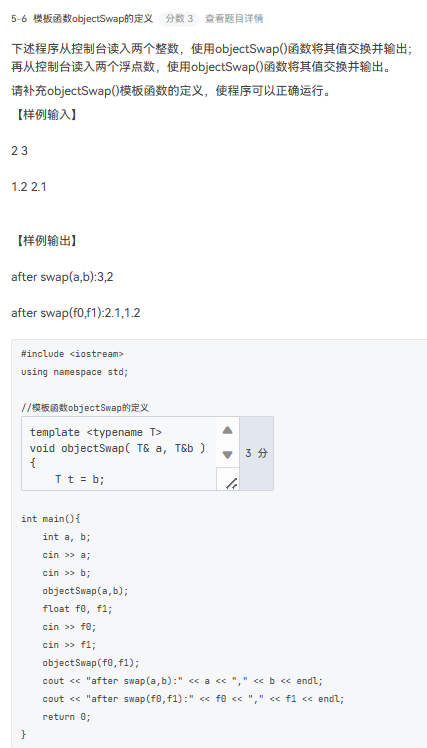 5-6 模板函数objectSwap的定义 分数 3 查看题目详情
下述程序从控制台读入两个整数，使用objectSwap()函数将其值交换并输出；
再从控制台读入两个浮点数，使用objectSwap()函数将其值交换并输出。
请补充objectSwap()模板函数的定义，使程序可以正确运行。
【样例输入】
2 3
1.2 2.1
【样例输出】
after swap(a,b):3,2
after swap(f0,f1):2.1,1.2
#include <iostream>
using namespace std;
//模板函数objectSwap的定义
template <typename T>
void objectSwap( T& a, T&b )
{
    T t = b;
3 分
int main(){
    int a, b;
    cin >> a;
    cin >> b;
    objectSwap(a,b);
    float f0, f1;
    cin >> f0;
    cin >> f1;
    objectSwap(f0,f1);
    cout << "after swap(a,b):" << a << "," << b << endl;
    cout << "after swap(f0,f1):" << f0 << "," << f1 << endl;
    return 0;
}